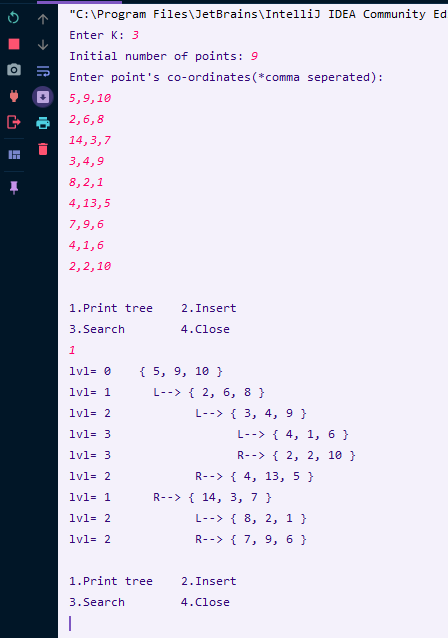 "C:\Program Files\JetBrains\IntelliJ IDEA Community Ed
Enter K: 3
Initial number of points: 9
Enter point's co-ordinates(*comma seperated):
5,9,10
2,6,8
14,3,7
3,4,9
8,2,1
4,13,5
7,9,6
4,1,6
2,2,10
1.Print tree    2.Insert
3.Search        4.Close
1
lvl= 0    { 5, 9, 10 }
lvl= 1      L--> { 2, 6, 8 }
lvl= 2            L--> { 3, 4, 9 }
lvl= 3                  L--> { 4, 1, 6 }
lvl= 3                  R--> { 2, 2, 10 }
lvl= 2            R--> { 4, 13, 5 }
lvl= 1      R--> { 14, 3, 7 }
lvl= 2            L--> { 8, 2, 1 }
lvl= 2            R--> { 7, 9, 6 }
1.Print tree    2.Insert
3.Search        4.Close